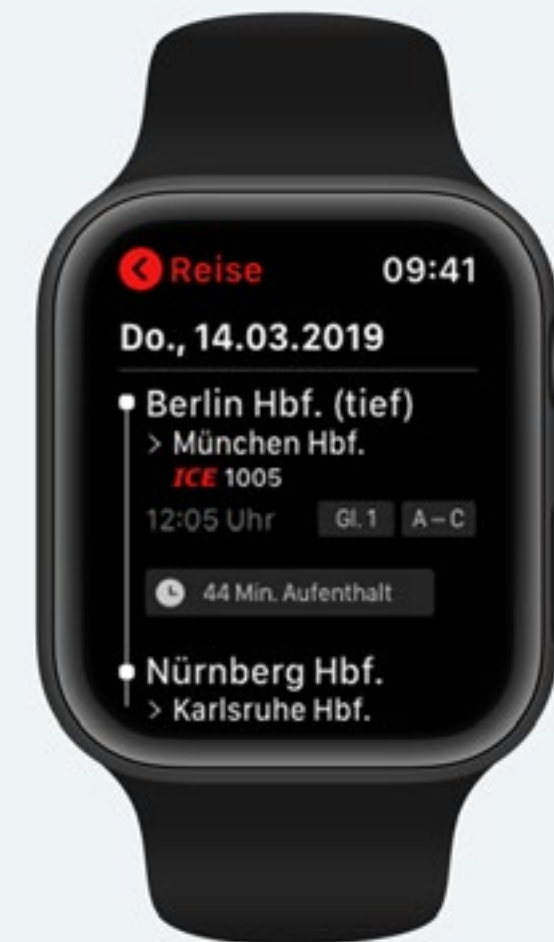 Reise 09:41
Do., 14.03.2019
Berlin Hbf. (tief)
> München Hbf.
ICE 1005
12:05 Uhr Gl. 1 A–C
44 Min. Aufenthalt
Nürnberg Hbf.
> Karlsruhe Hbf.